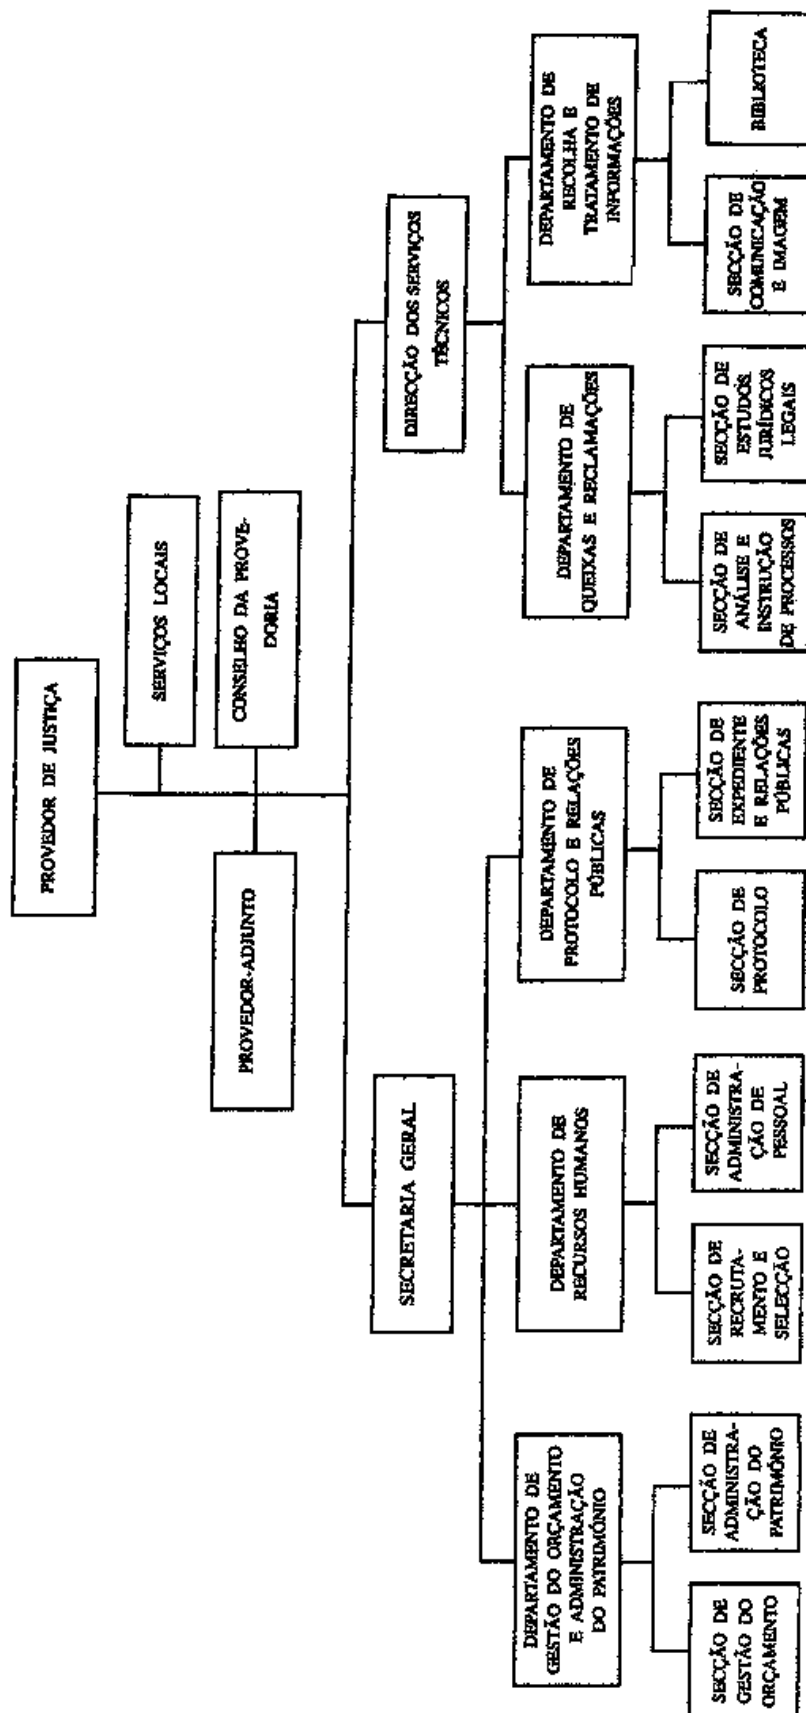 PROVEDOR DE JUSTIÇA
SERVIÇOS LOCAIS
PROVEDOR-ADJUNTO
CONSELHO DA PROVE-
DORIA
SECRETARIA GERAL
DIRECÇÃO DOS SERVIÇOS
TÉCNICOS
DEPARTAMENTO DE
GESTÃO DO ORÇAMENTO
E ADMINISTRAÇÃO
DO PATRIMÓNIO
DEPARTAMENTO DE
RECURSOS HUMANOS
DEPARTAMENTO DE
PROTOCOLO E RELAÇÕES
PÚBLICAS
DEPARTAMENTO DE
QUEIXAS E RECLAMAÇÕES
DEPARTAMENTO DE
RECOLHA E
TRATAMENTO DE
INFORMAÇÕES
SECÇÃO DE
GESTÃO DO
ORÇAMENTO
SECÇÃO DE
ADMINISTRA-
ÇÃO DO
PATRIMÓNIO
SECÇÃO DE
RECRUTA-
MENTO E
SELECÇÃO
SECÇÃO DE
ADMINISTRA-
ÇÃO DE
PESSOAL
SECÇÃO DE
PROTOCOLO
SECÇÃO DE
EXPEDIENTE
E RELAÇÕES
PÚBLICAS
SECÇÃO DE
ANÁLISE E
INSTRUÇÃO
DE PROCESSOS
SECÇÃO DE
ESTUDOS
JURÍDICOS
LEGAIS
SECÇÃO DE
COMUNICAÇÃO
E IMAGEM
BIBLIOTECA